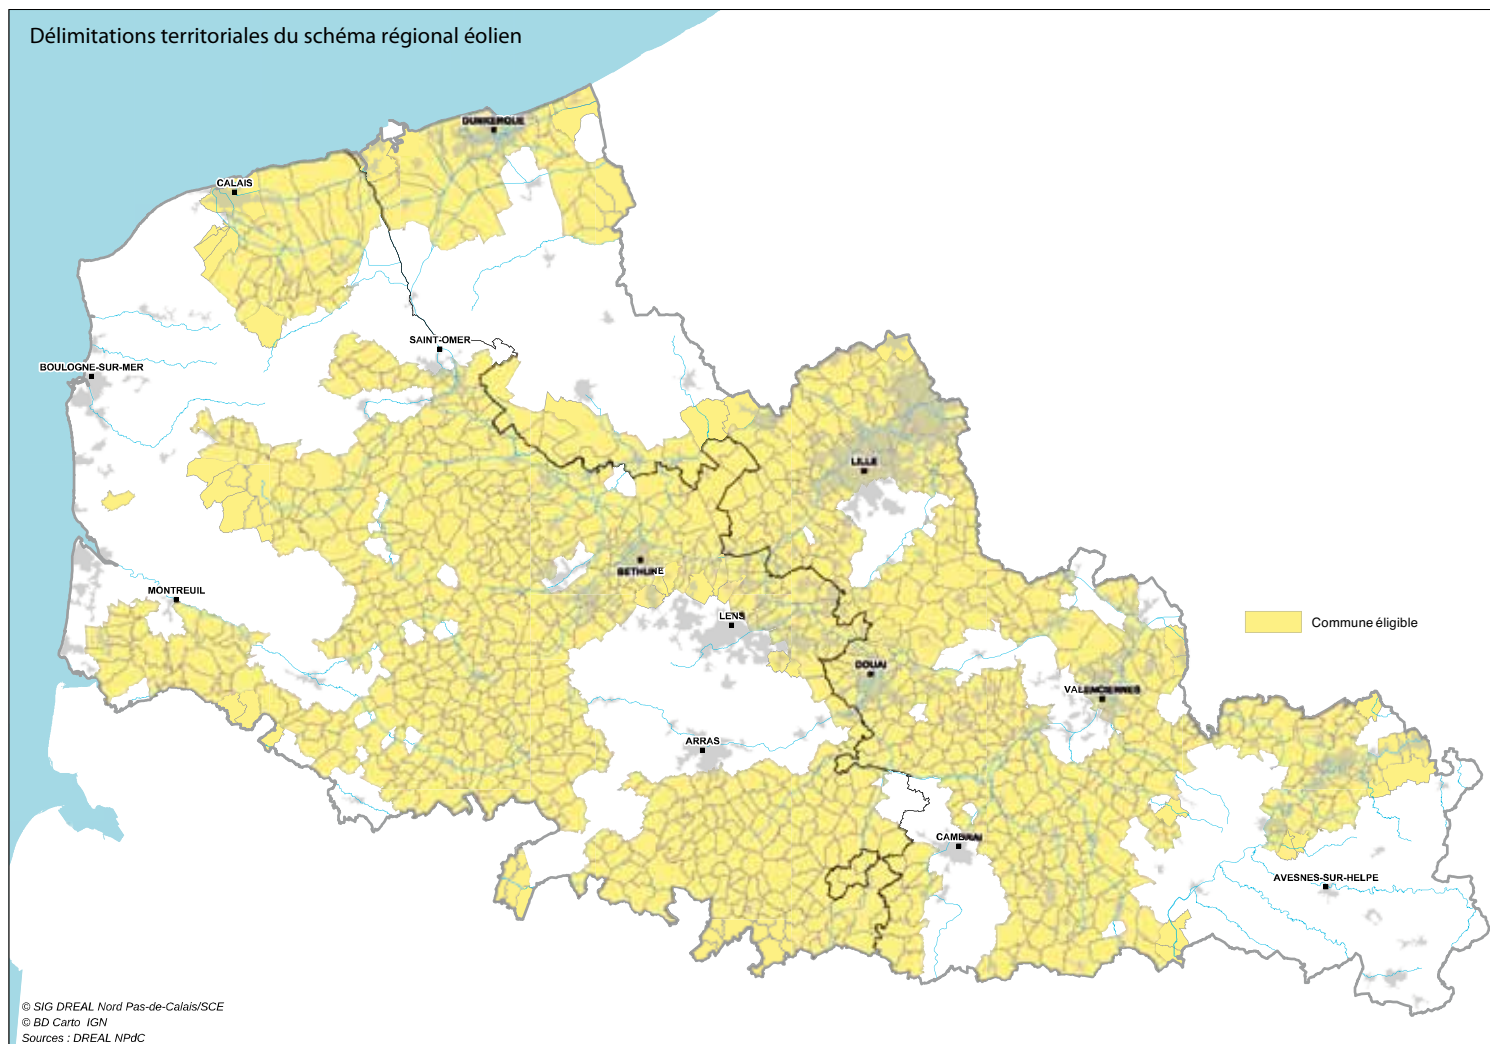 Délimitations territoriales du schéma régional éolien
DUNKERQUE
CALAIS
SAINT-OMER
BOULOGNE-SUR-MER
LILLE
BETHUNE
MONTREUIL
LENS
Commune éligible
DOUAI
VALENCIENNES
ARRAS
CAMBRAI
AVESNES-SUR-HELPE
© SIG DREAL Nord Pas-de-Calais/SCE
© BD Carto IGN
Sources : DREAL NPdC